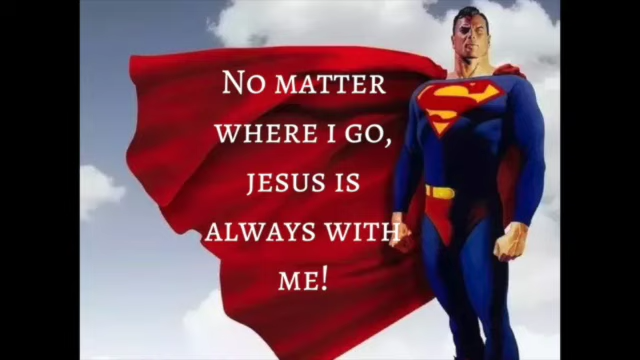 No matter
where I go,
Jesus is
always with
me!